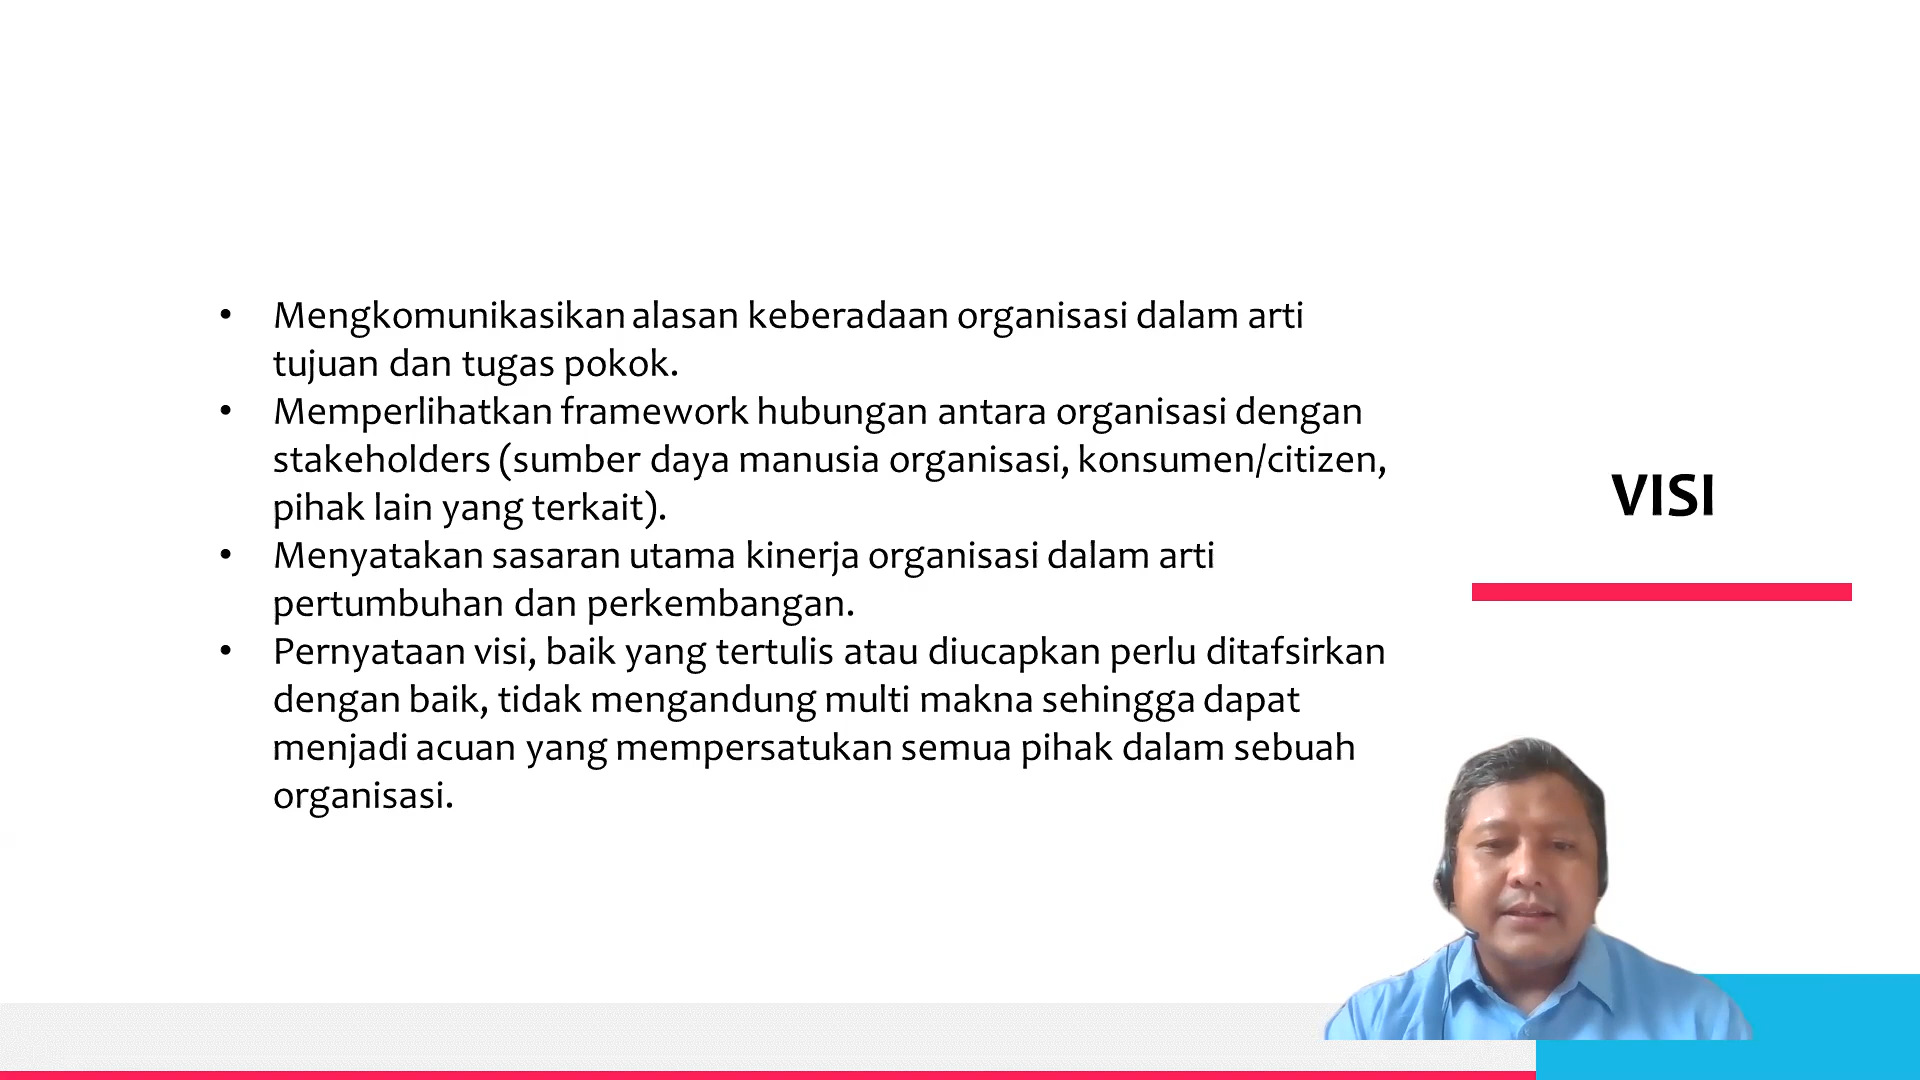 • Mengkomunikasikan alasan keberadaan organisasi dalam arti
tujuan dan tugas pokok.
• Memperlihatkan framework hubungan antara organisasi dengan
stakeholders (sumber daya manusia organisasi, konsumen/citizen,
pihak lain yang terkait).
• Menyatakan sasaran utama kinerja organisasi dalam arti
pertumbuhan dan perkembangan.
• Pernyataan visi, baik yang tertulis atau diucapkan perlu ditafsirkan
dengan baik, tidak mengandung multi makna sehingga dapat
menjadi acuan yang mempersatukan semua pihak dalam sebuah
organisasi.
VISI